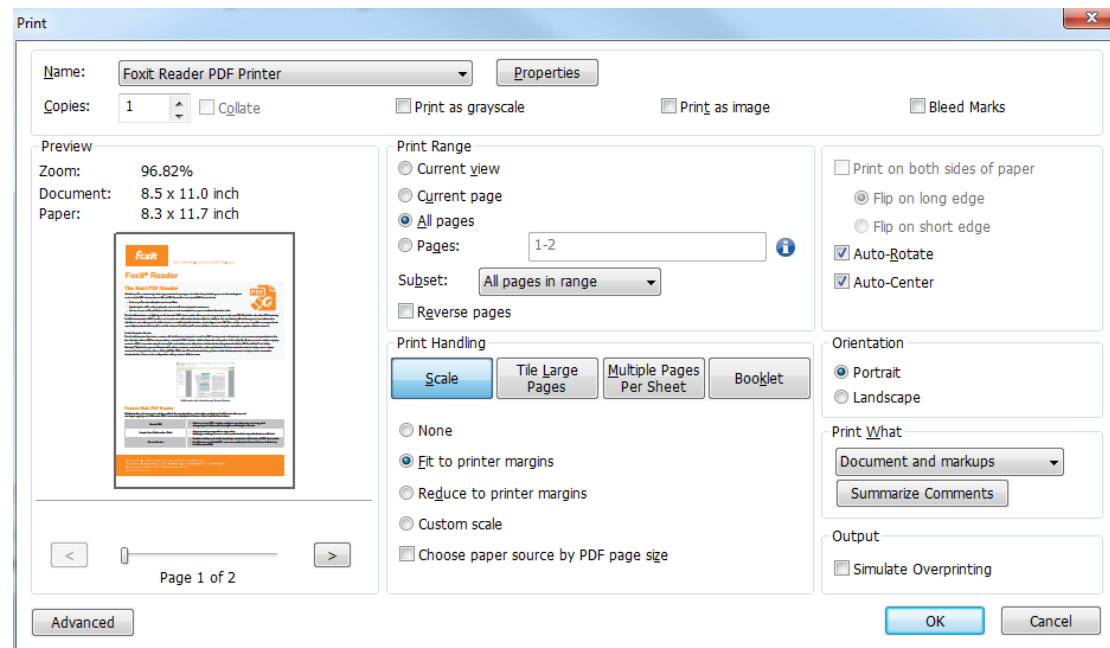 Print
Name: Foxit Reader PDF Printer Properties
Copies: 1 Collate Print as grayscale Print as image Bleed Marks
Preview
Zoom: 96.82%
Document: 8.5 x 11.0 inch
Paper: 8.3 x 11.7 inch
Foxit
Foxit® Reader
The Best PDF Reader
PDF
Feature Rich PDF Reader
< >
Page 1 of 2
Print Range
Current view
Current page
All pages
Pages: 1-2
Subset: All pages in range
Reverse pages
Print Handling
Scale
Tile Large
Pages
Multiple Pages
Per Sheet
Booklet
None
Fit to printer margins
Reduce to printer margins
Custom scale
Choose paper source by PDF page size
Print on both sides of paper
Flip on long edge
Flip on short edge
Auto-Rotate
Auto-Center
Orientation
Portrait
Landscape
Print What
Document and markups
Summarize Comments
Output
Simulate Overprinting
Advanced OK Cancel